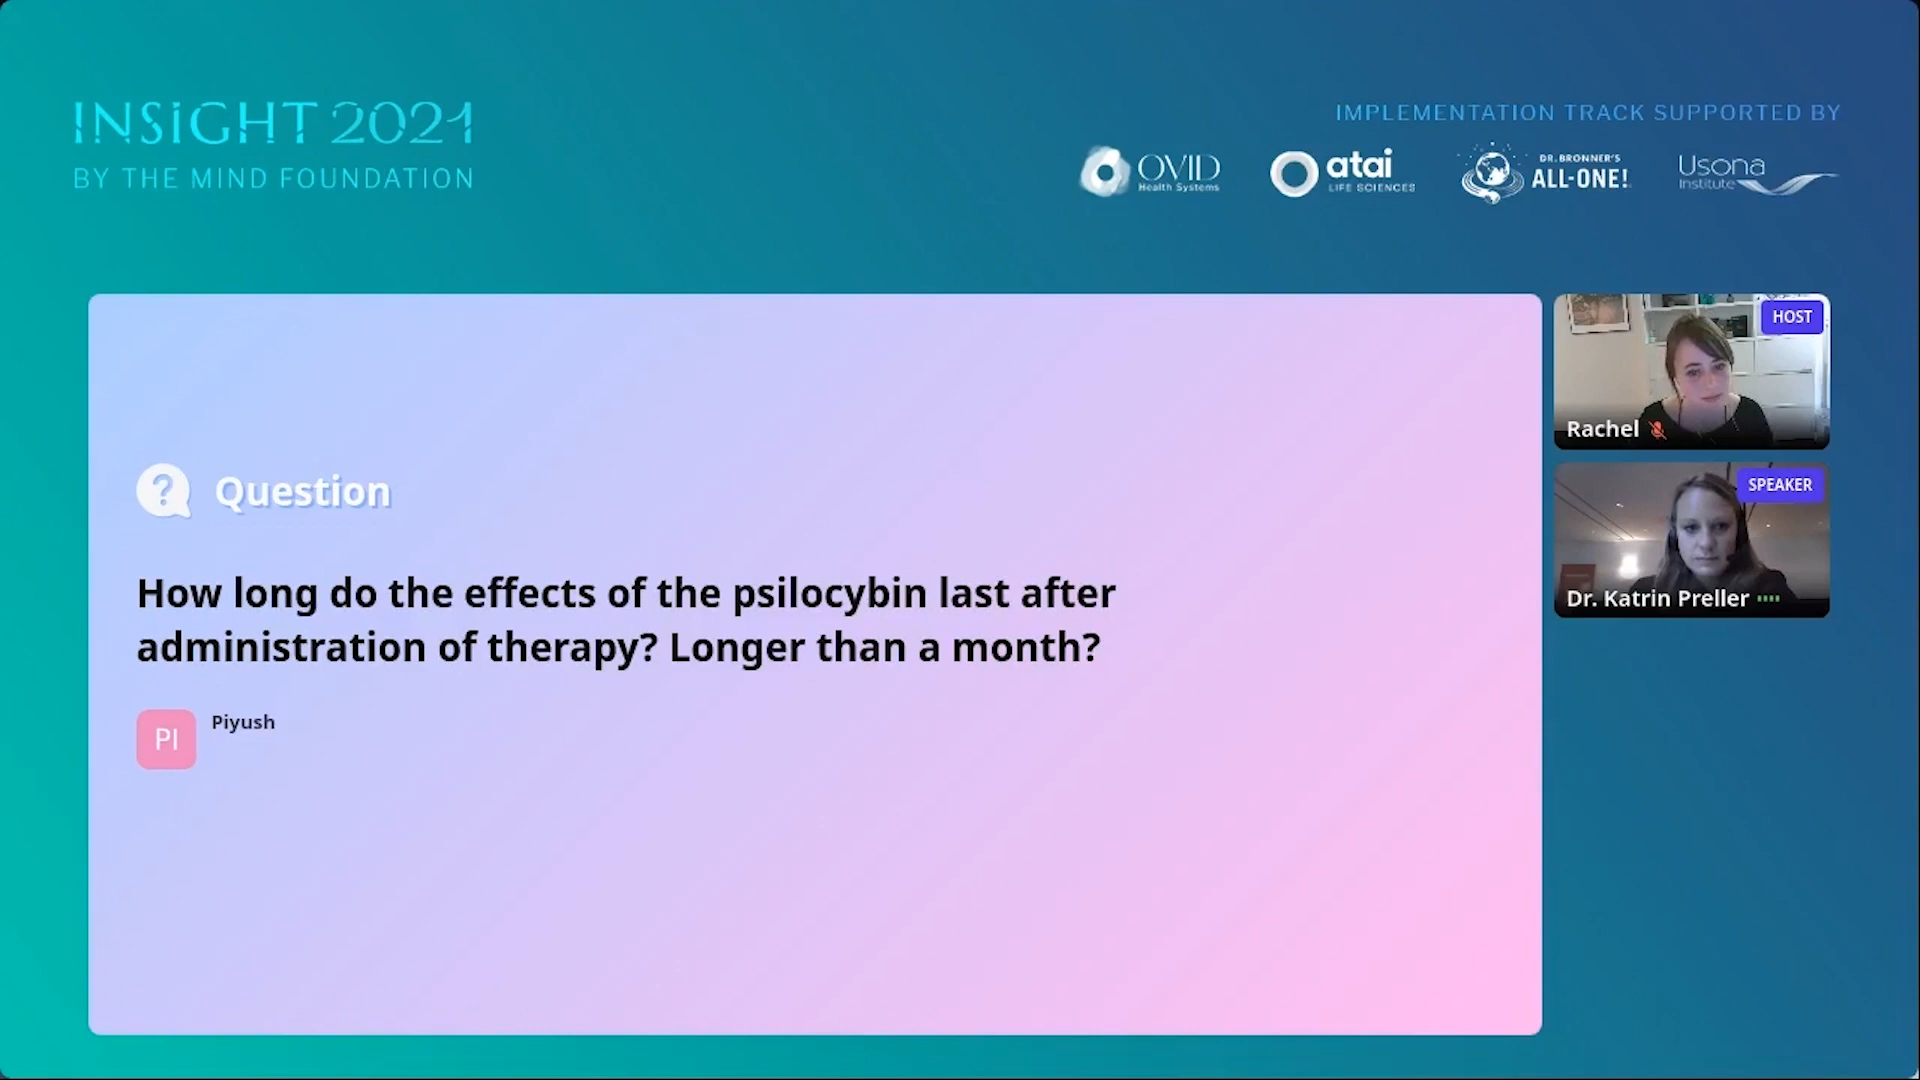 INSiGHT 2021
BY THE MIND FOUNDATION
IMPLEMENTATION TRACK SUPPORTED BY
OVID
Health Systems
atai
LIFE SCIENCES
DR. BRONNER'S
ALL-ONE!
Usona
Institute
HOST
Rachel
SPEAKER
Dr. Katrin Preller
? Question
How long do the effects of the psilocybin last after
administration of therapy? Longer than a month?
PI
Piyush